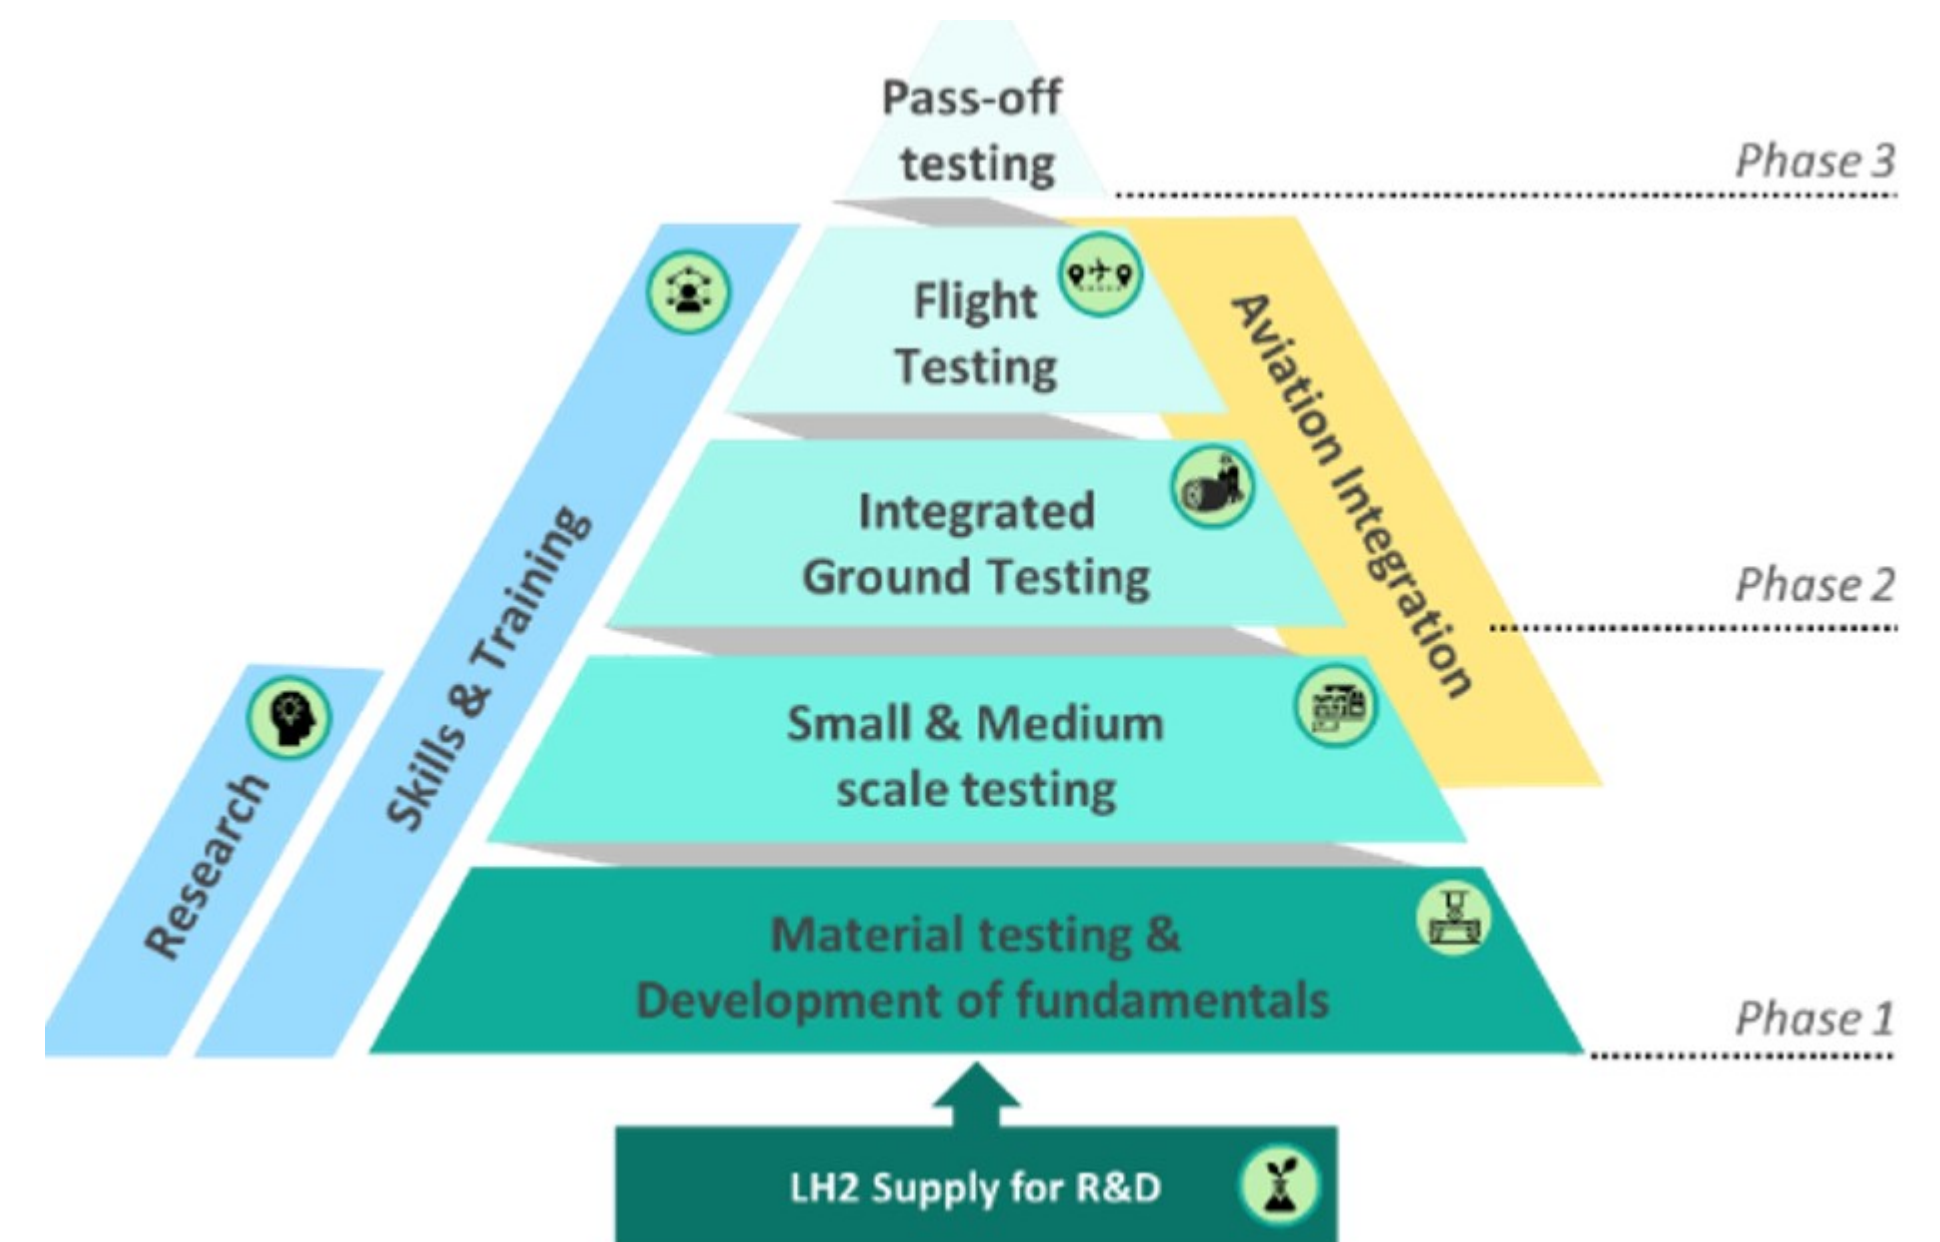 Pass-off
testing
Phase 3
Flight
Testing
Aviation Integration
Integrated
Ground Testing
Phase 2
Skills & Training
Small & Medium
scale testing
Research
Material testing &
Development of fundamentals
Phase 1
LH2 Supply for R&D